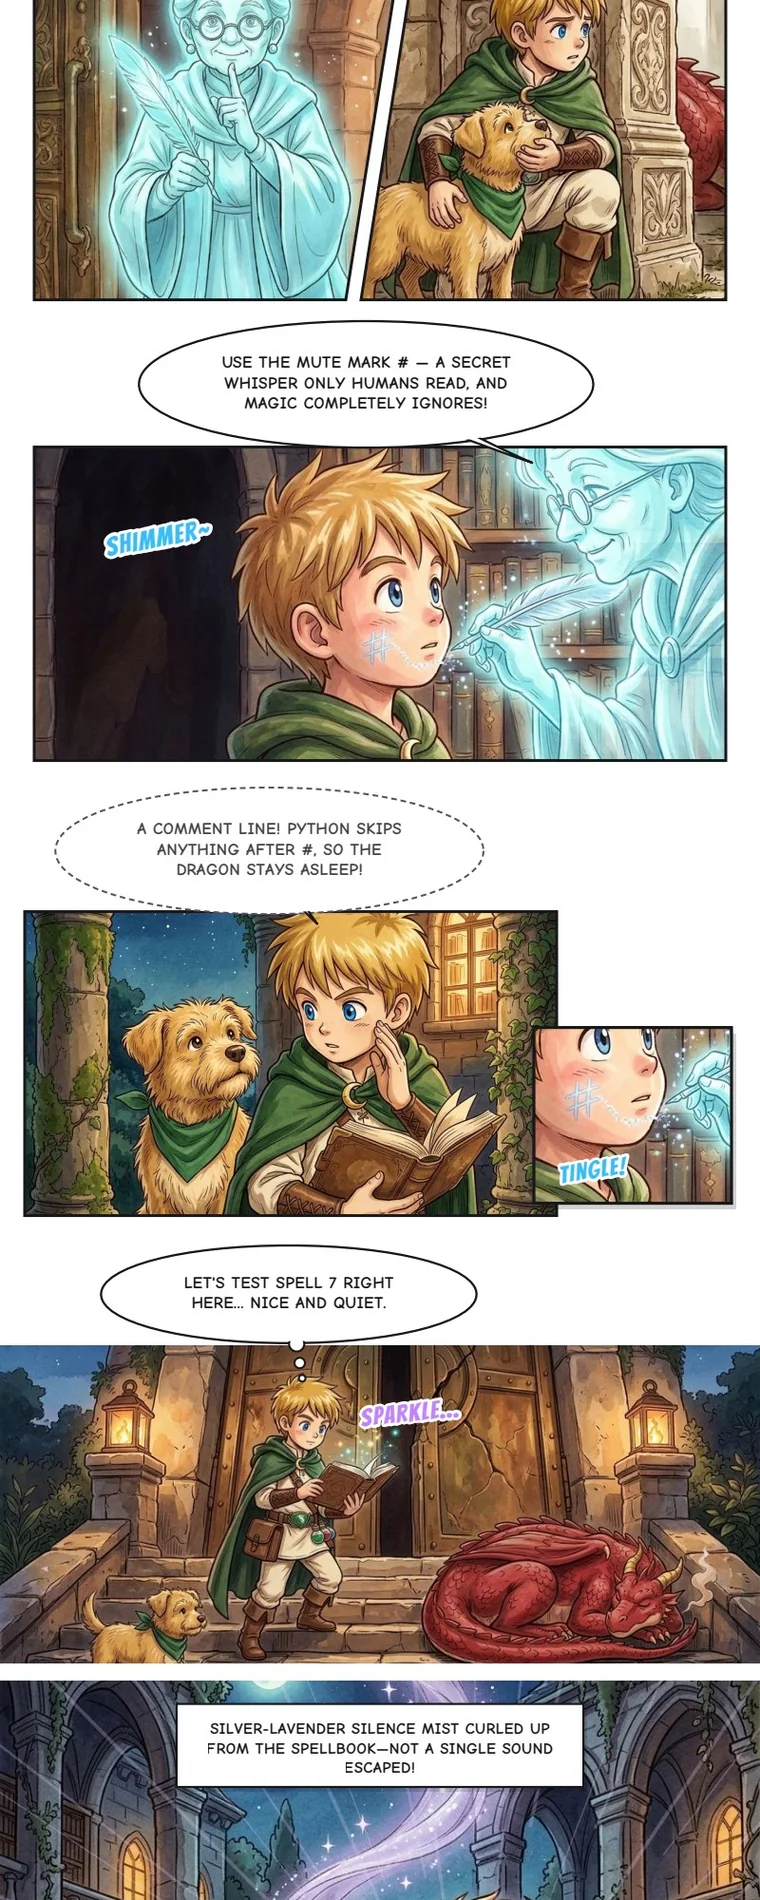 USE THE MUTE MARK # — A SECRET
WHISPER ONLY HUMANS READ, AND
MAGIC COMPLETELY IGNORES!
SHIMMER~
#
A COMMENT LINE! PYTHON SKIPS
ANYTHING AFTER #, SO THE
DRAGON STAYS ASLEEP!
#
TINGLE!
LET'S TEST SPELL 7 RIGHT
HERE... NICE AND QUIET.
SPARKLE...
SILVER-LAVENDER SILENCE MIST CURLED UP
FROM THE SPELLBOOK—NOT A SINGLE SOUND
ESCAPED!